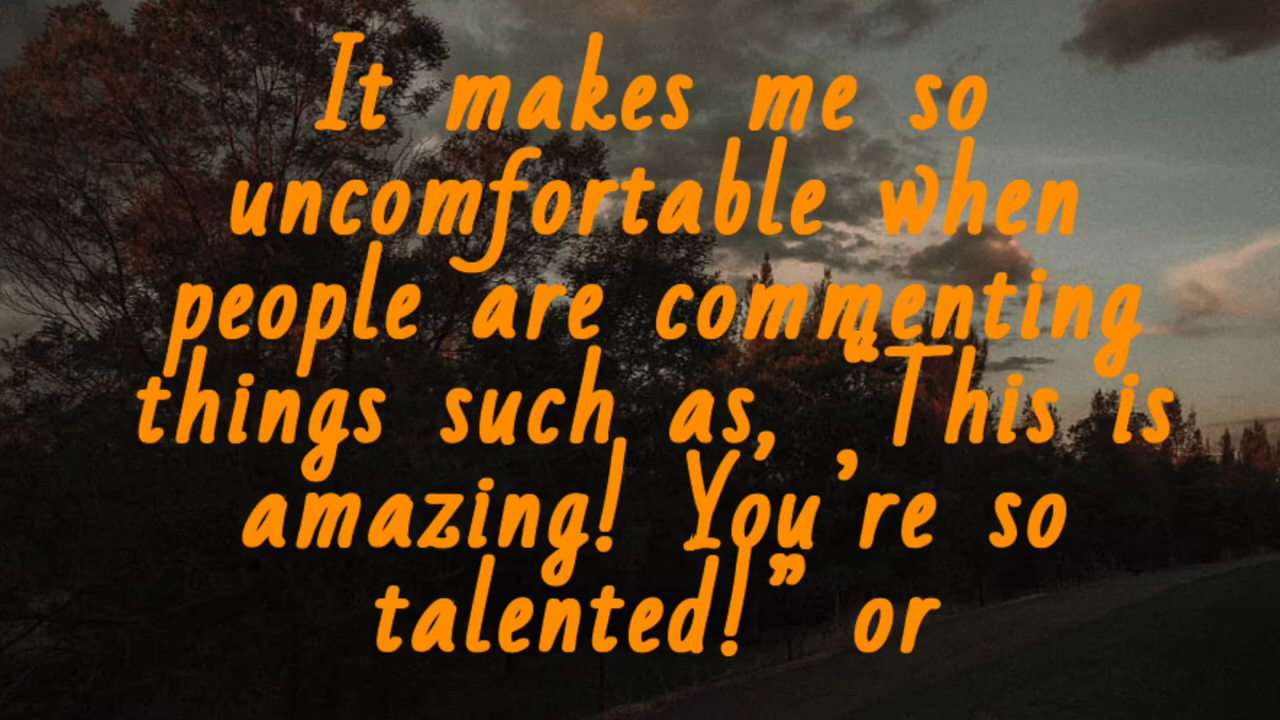 It makes me so
uncomfortable when
people are commenting
things such as, “This is
amazing! You’re so
talented!” or